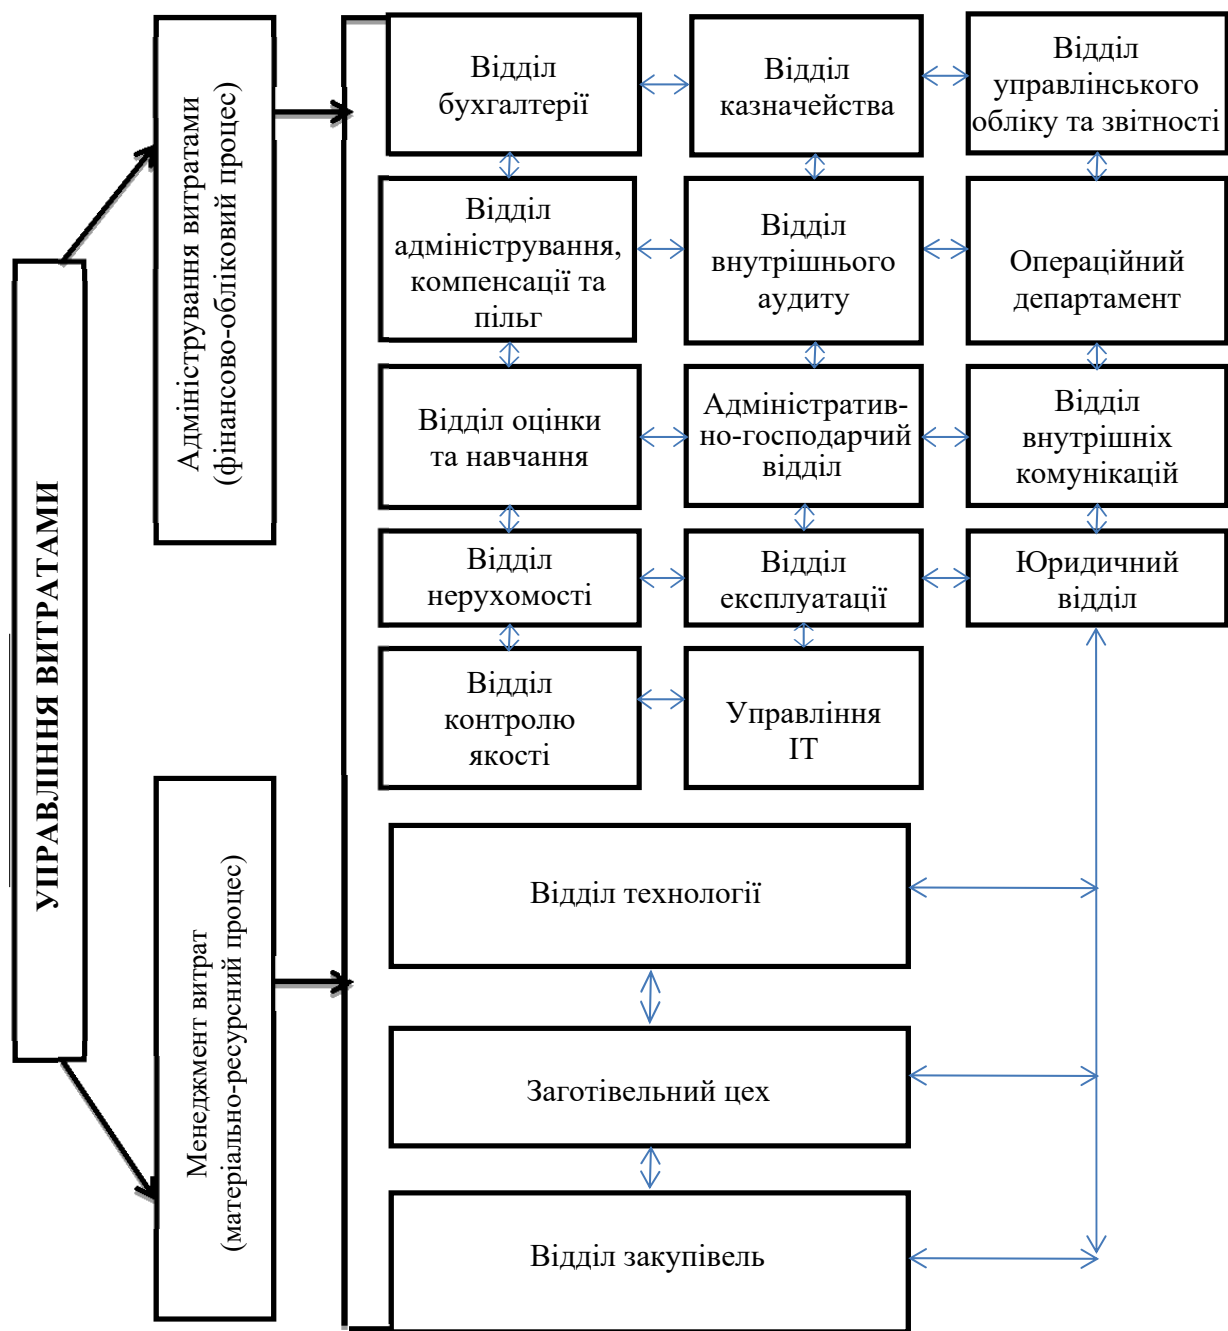 УПРАВЛІННЯ ВИТРАТАМИ
Адміністрування витратами
(фінансово-обліковий процес)
Відділ
бухгалтерії
Відділ
казначейства
Відділ
управлінського
обліку та звітності
Відділ
адміністрування,
компенсації та
пільг
Відділ
внутрішнього
аудиту
Операційний
департамент
Відділ оцінки
та навчання
Адміністратив-
но-господарчий
відділ
Відділ
внутрішніх
комунікацій
Відділ
нерухомості
Відділ
експлуатації
Юридичний
відділ
Відділ
контролю
якості
Управління
ІТ
Менеджмент витрат
(матеріально-ресурсний процес)
Відділ технології
Заготівельний цех
Відділ закупівель